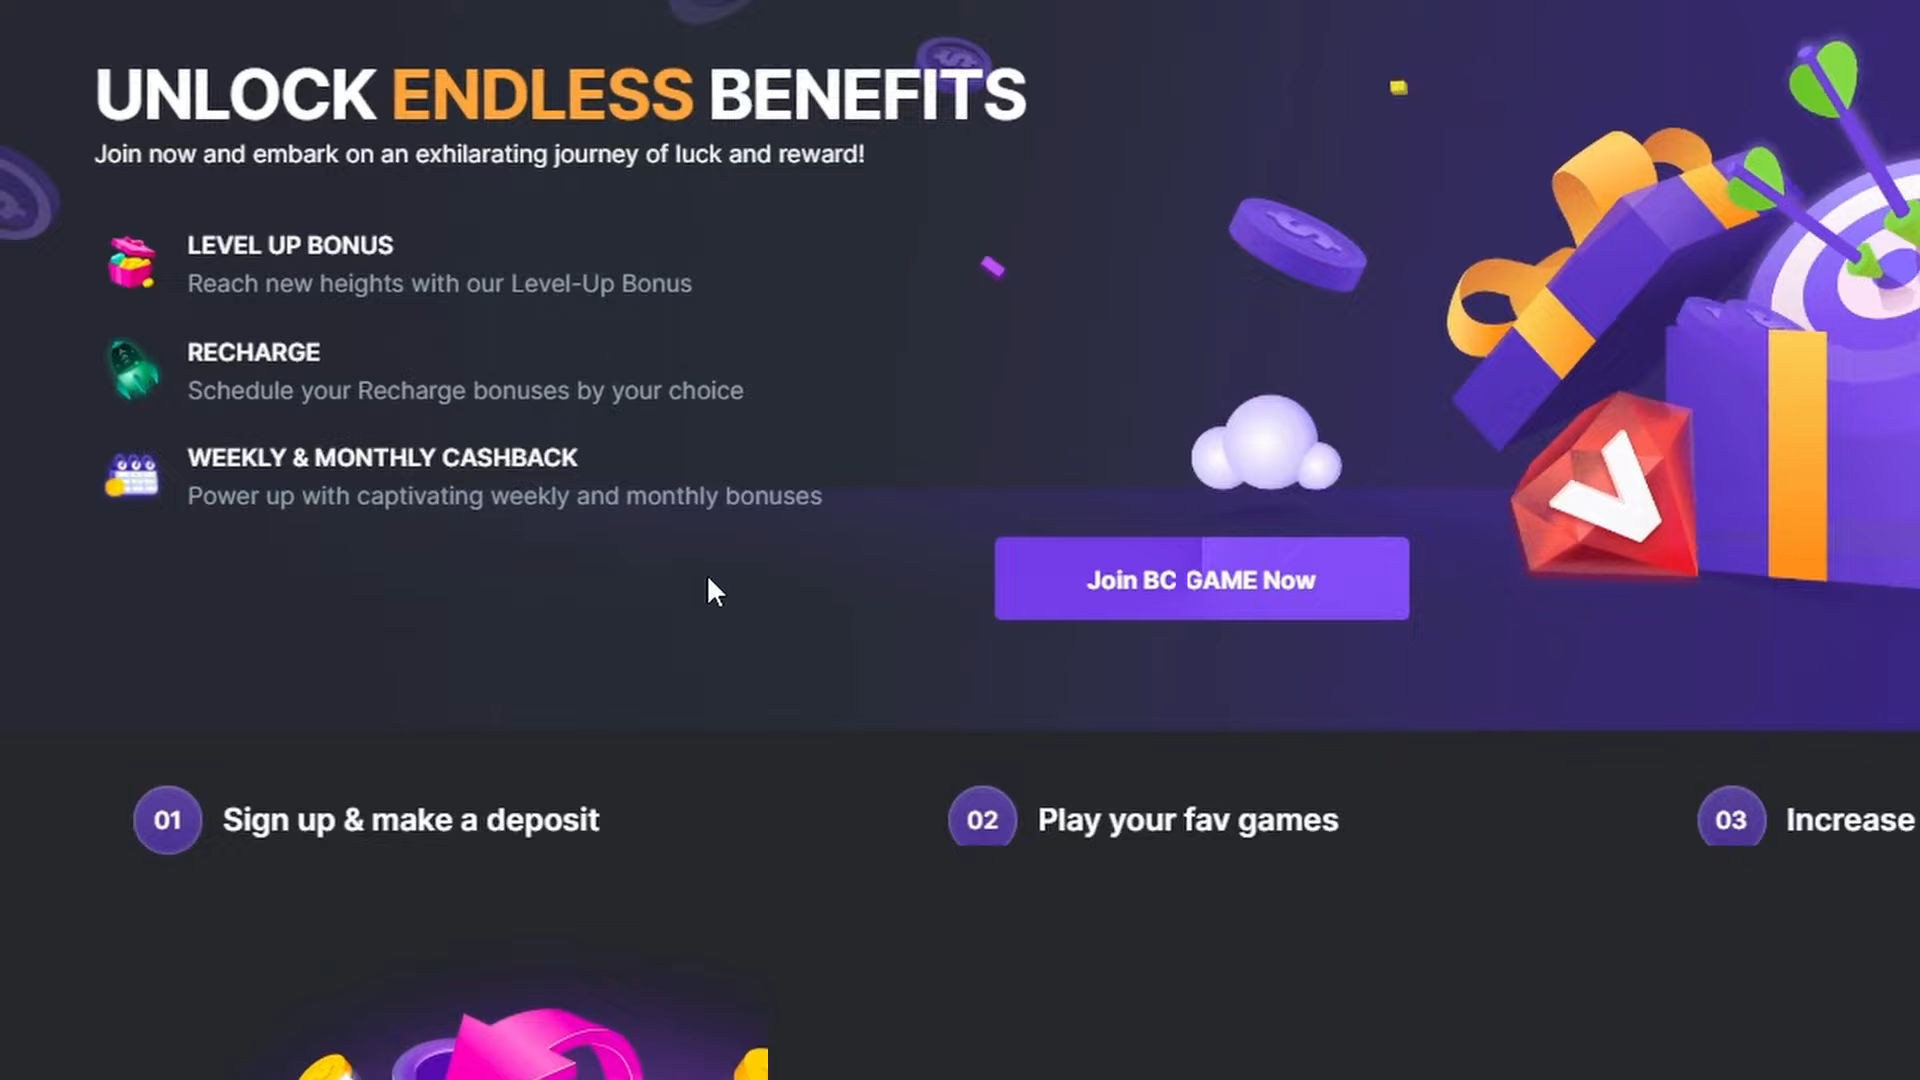 UNLOCK ENDLESS BENEFITS
Join now and embark on an exhilarating journey of luck and reward!
LEVEL UP BONUS
Reach new heights with our Level-Up Bonus
RECHARGE
Schedule your Recharge bonuses by your choice
WEEKLY & MONTHLY CASHBACK
Power up with captivating weekly and monthly bonuses
Join BC GAME Now
01 Sign up & make a deposit
02 Play your fav games
03 Increase